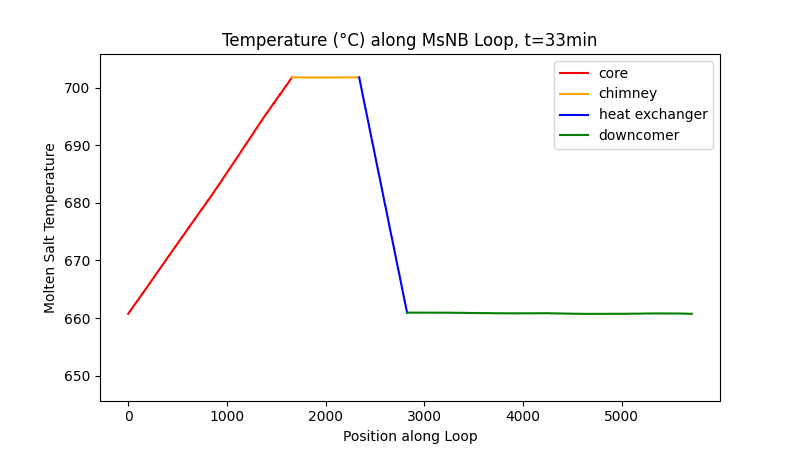 Temperature (°C) along MsNB Loop, t=33min
core
chimney
heat exchanger
downcomer
700
690
680
670
660
650
Molten Salt Temperature
0
1000
2000
3000
4000
5000
Position along Loop